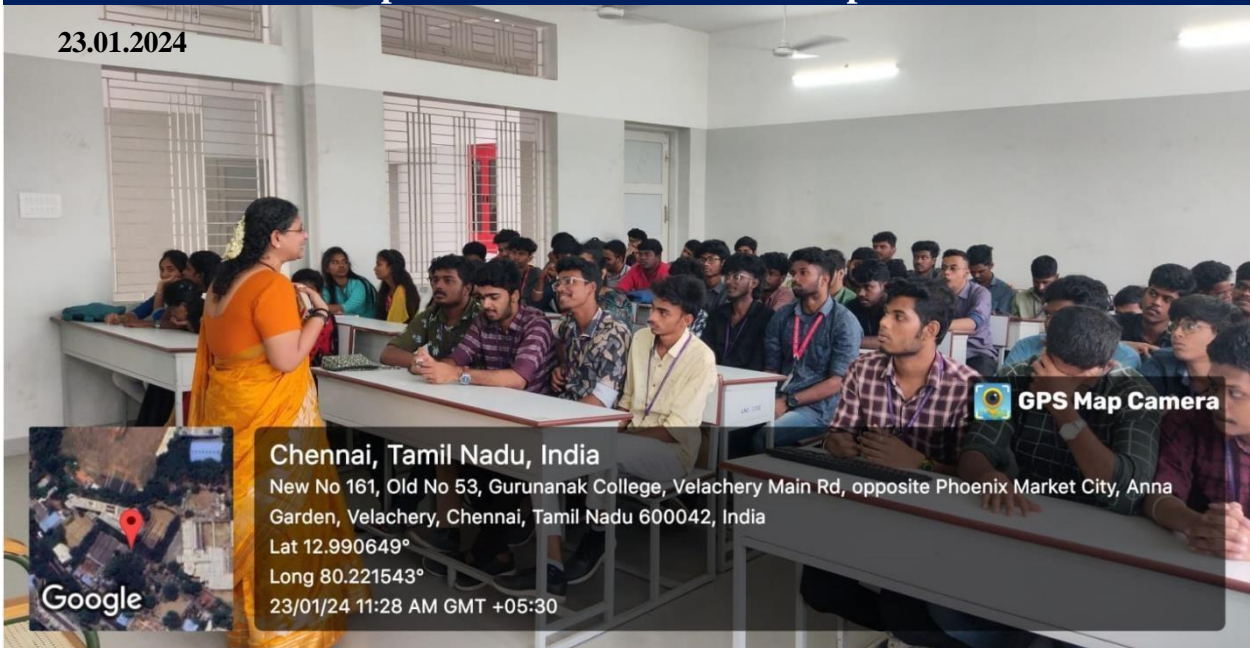 23.01.2024
GPS Map Camera
Chennai, Tamil Nadu, India
New No 161, Old No 53, Gurunanak College, Velachery Main Rd, opposite Phoenix Market City, Anna
Garden, Velachery, Chennai, Tamil Nadu 600042, India
Lat 12.990649°
Long 80.221543°
23/01/24 11:28 AM GMT +05:30
Google